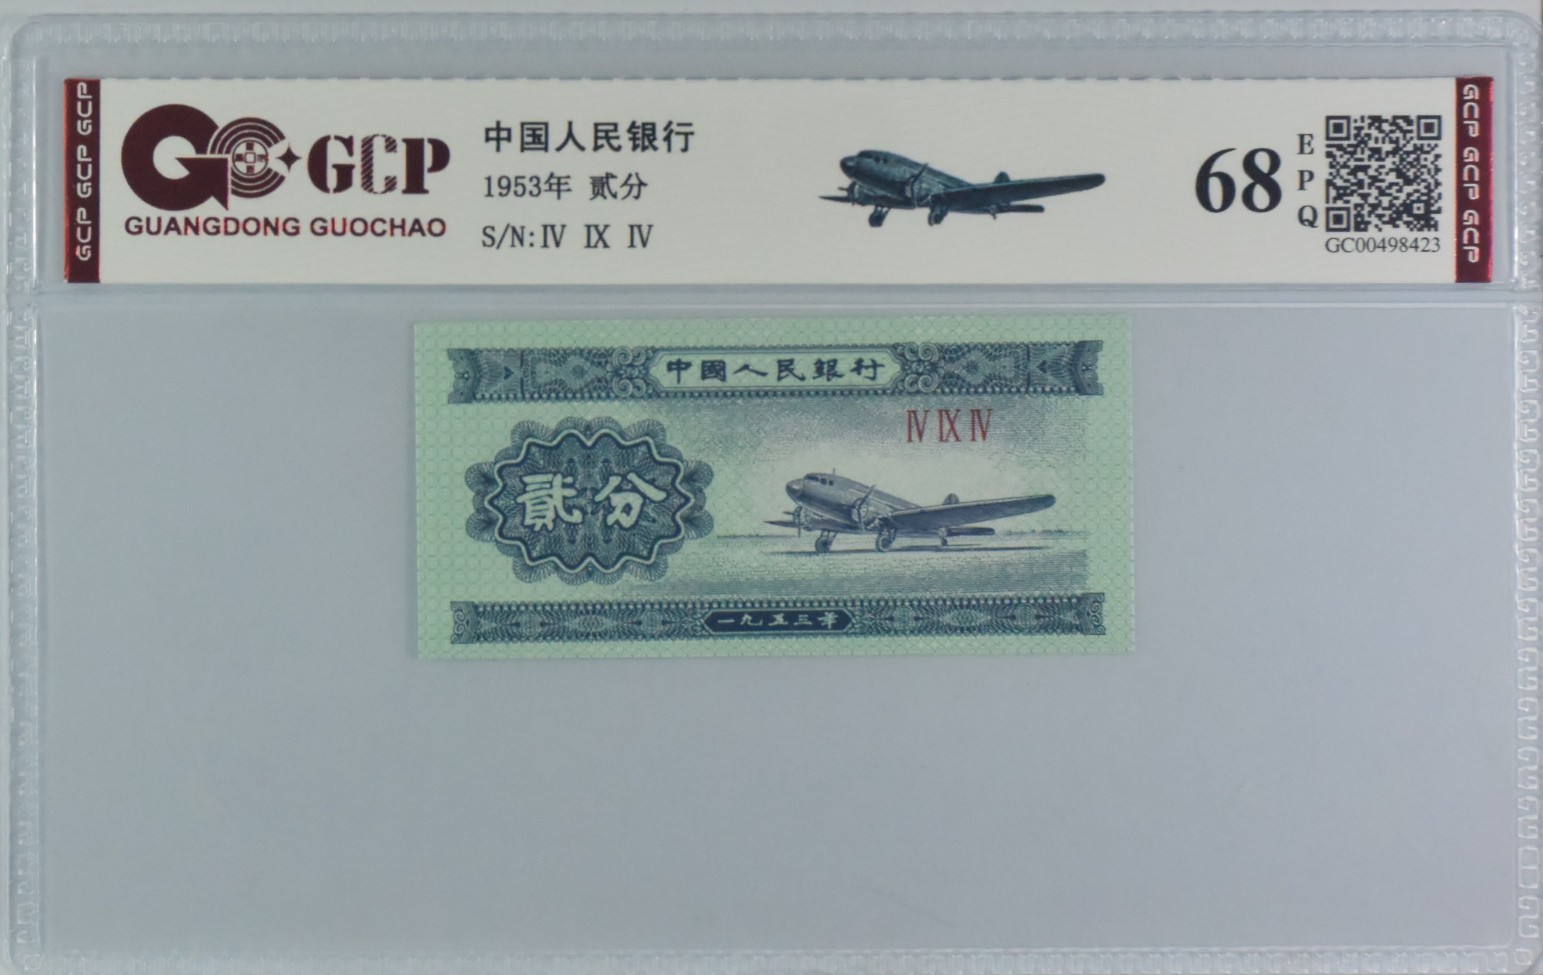 GCP GCP GCP
GCP
GUANGDONG GUOCHAO
中国人民银行
1953年 贰分
S/N:Ⅳ Ⅸ Ⅳ
68
EPQ
GC00498423
GCP GCP GCP
中國人民銀行
Ⅳ Ⅸ Ⅳ
貳分
一九五三年